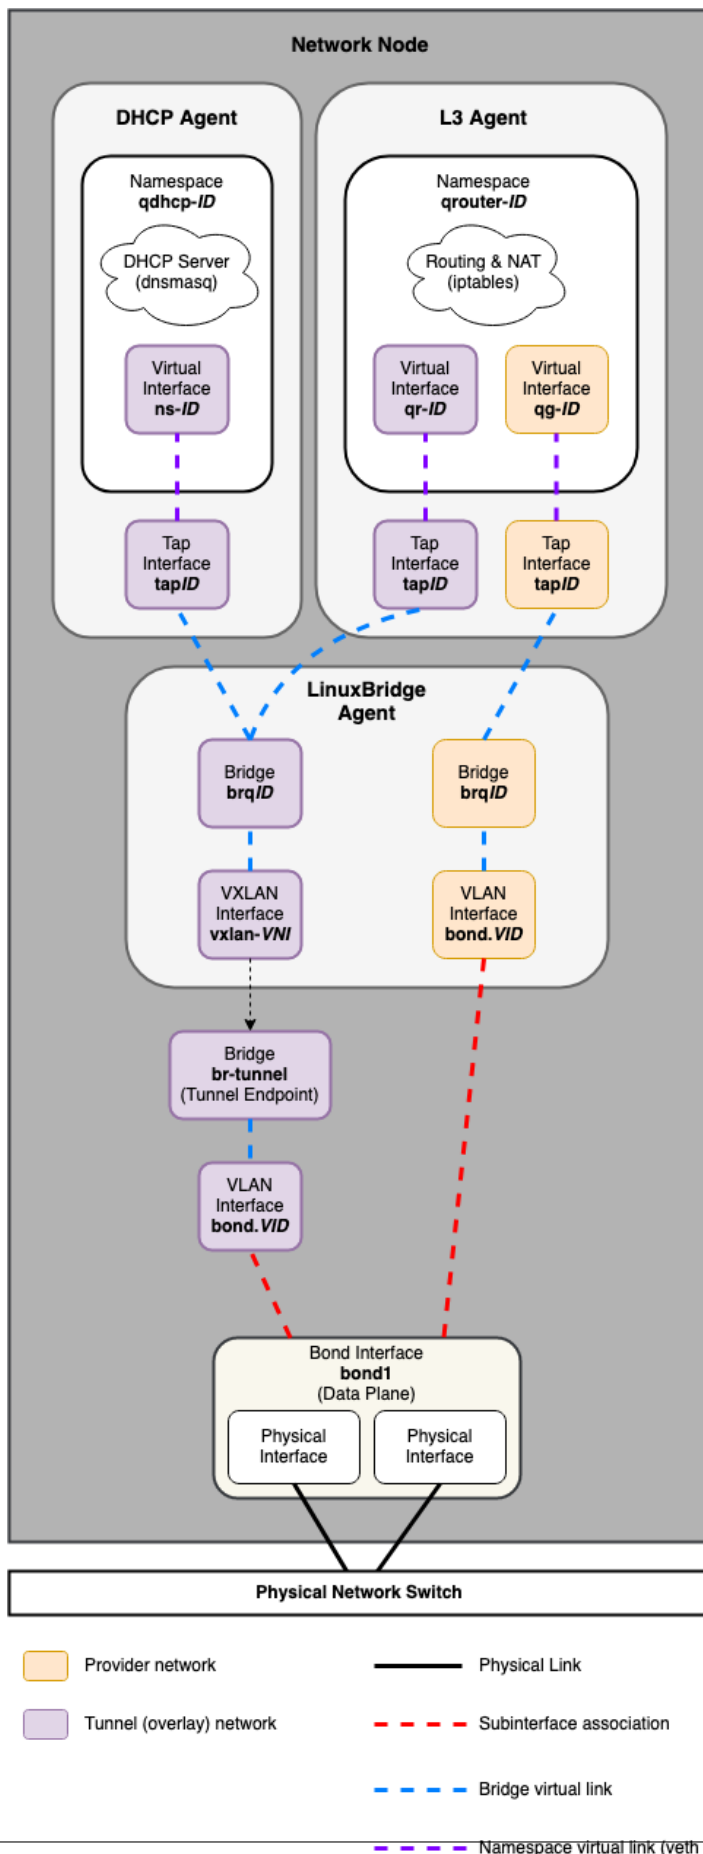 Network Node
DHCP Agent
Namespace
qdhcp-ID
DHCP Server
(dnsmasq)
Virtual
Interface
ns-ID
Tap
Interface
tapID
L3 Agent
Namespace
qrouter-ID
Routing & NAT
(iptables)
Virtual
Interface
qr-ID
Virtual
Interface
qg-ID
Tap
Interface
tapID
Tap
Interface
tapID
LinuxBridge
Agent
Bridge
brqID
Bridge
brqID
VXLAN
Interface
vxlan-VNI
VLAN
Interface
bond.VID
Bridge
br-tunnel
(Tunnel Endpoint)
VLAN
Interface
bond.VID
Bond Interface
bond1
(Data Plane)
Physical
Interface
Physical
Interface
Physical Network Switch
Provider network
Tunnel (overlay) network
Physical Link
Subinterface association
Bridge virtual link
Namespace virtual link (veth